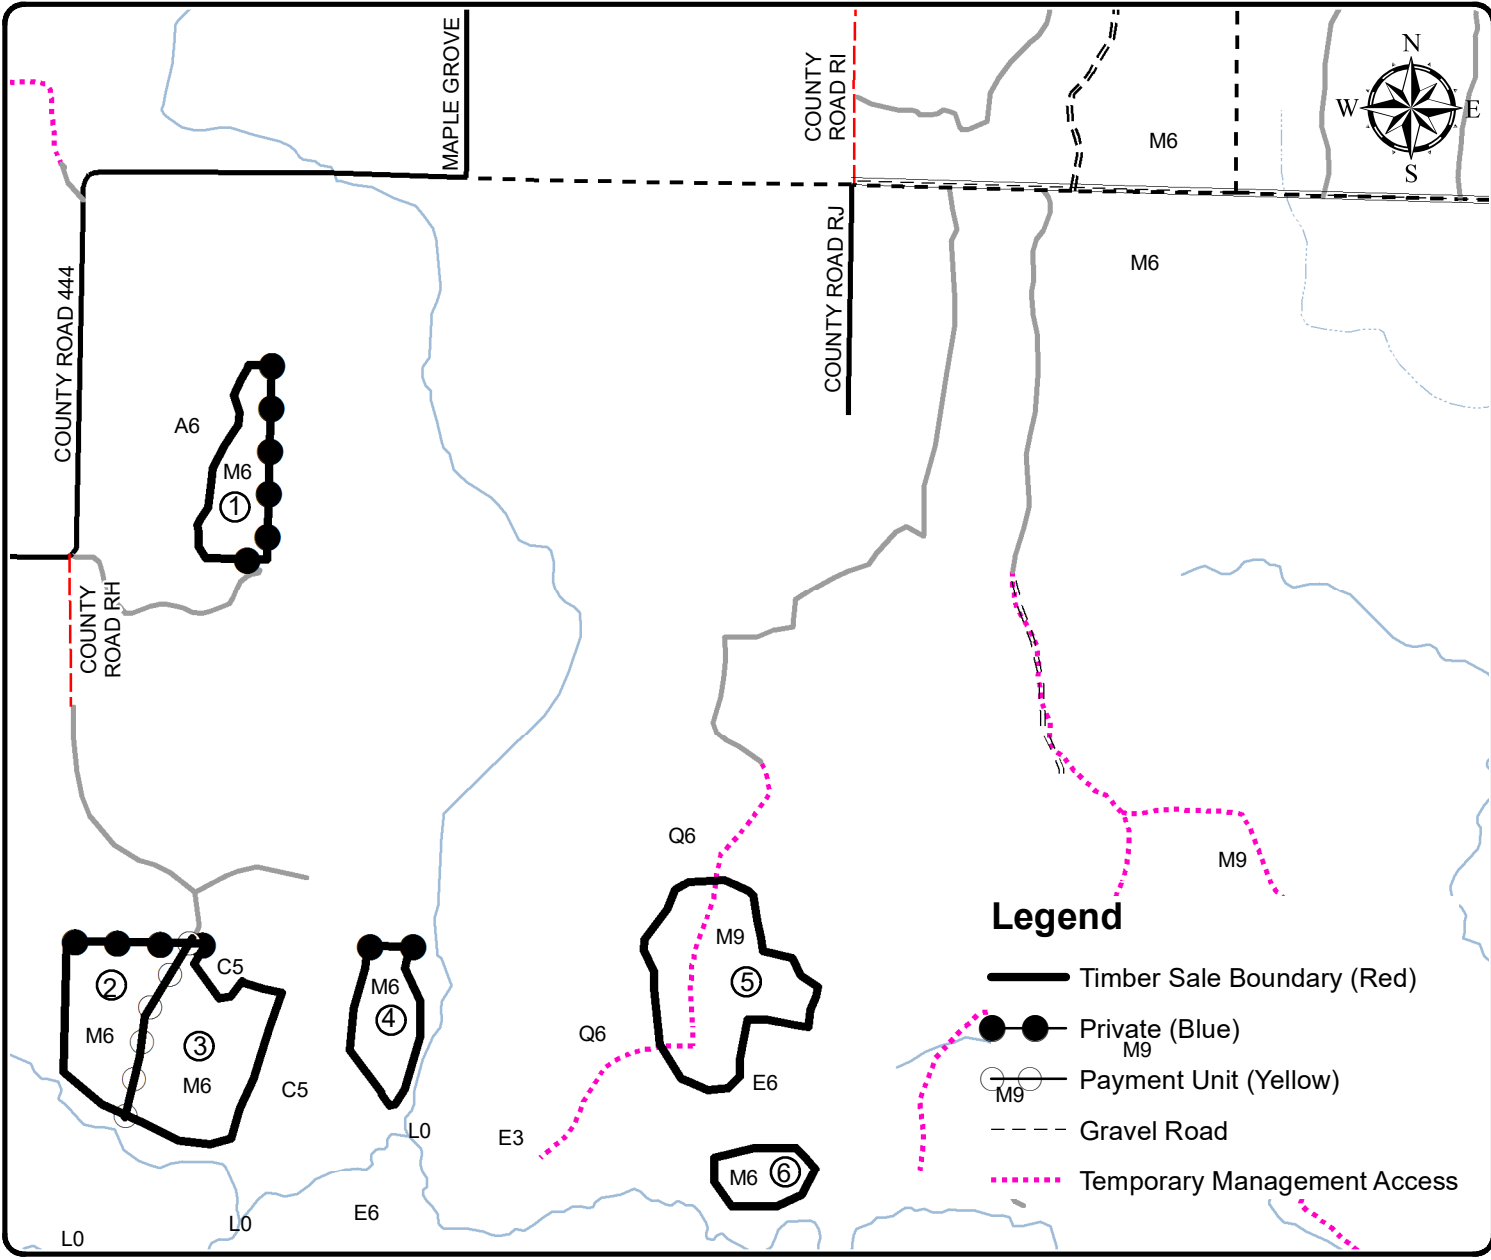 MAPLE GROVE
COUNTY
ROAD RI
N
W
E
S
M6
COUNTY ROAD RJ
M6
COUNTY ROAD 444
A6
M6
1
COUNTY
ROAD RH
Q6
M9
M9
5
C5
2
M6
3
M6
C5
M6
4
Q6
E6
L0
E3
M6
6
E6
L0
L0
Legend
Timber Sale Boundary (Red)
Private (Blue)
M9
Payment Unit (Yellow)
M9
Gravel Road
Temporary Management Access